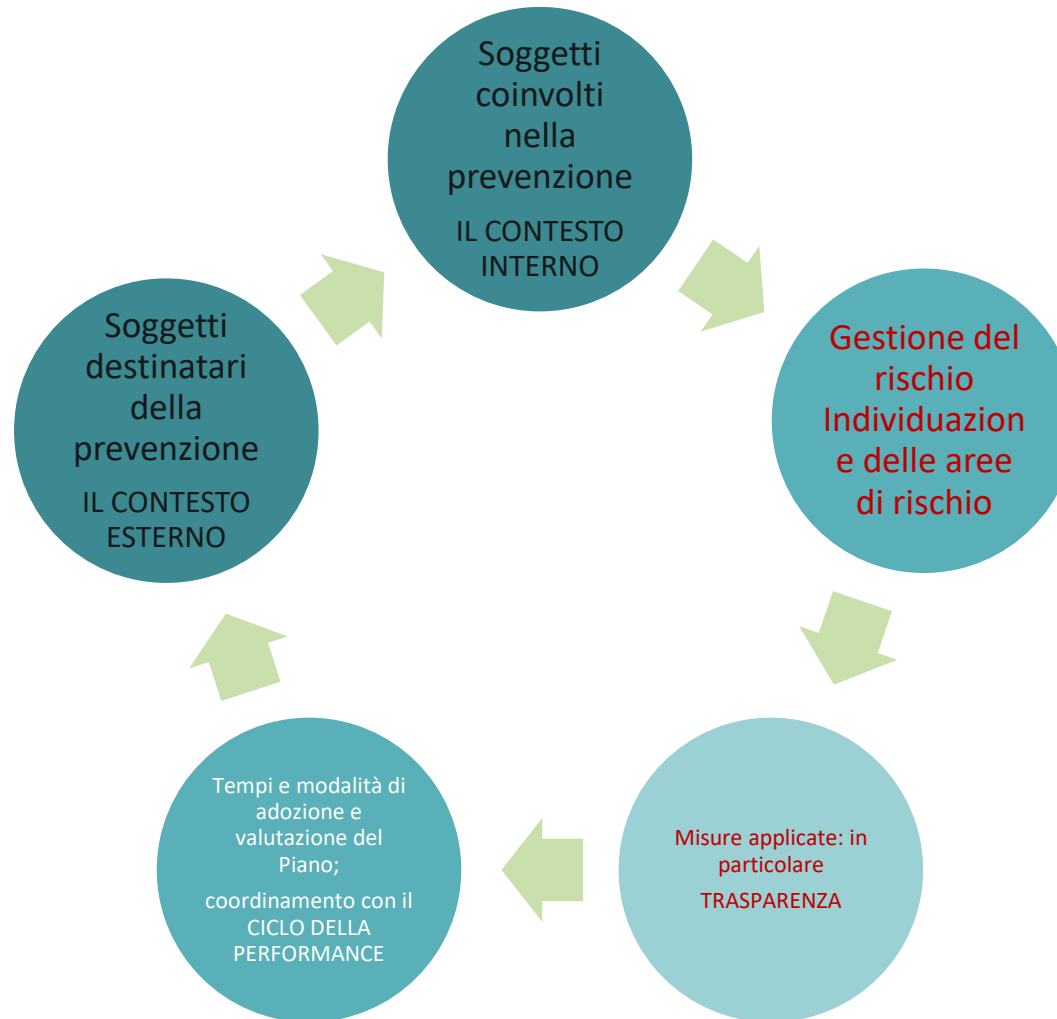 Soggetti
coinvolti
nella
prevenzione
IL CONTESTO
INTERNO
Gestione del
rischio
Individuazion
e delle aree
di rischio
Misure applicate: in
particolare
TRASPARENZA
Tempi e modalità di
adozione e
valutazione del
Piano;
coordinamento con il
CICLO DELLA
PERFORMANCE
Soggetti
destinatari
della
prevenzione
IL CONTESTO
ESTERNO